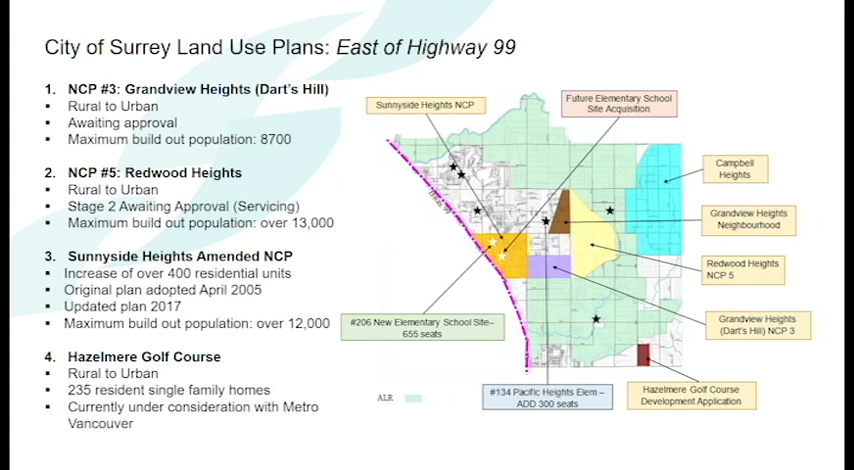 City of Surrey Land Use Plans: East of Highway 99
1. NCP #3: Grandview Heights (Dart's Hill)
▪ Rural to Urban
▪ Awaiting approval
▪ Maximum build out population: 8700
2. NCP #5: Redwood Heights
▪ Rural to Urban
▪ Stage 2 Awaiting Approval (Servicing)
▪ Maximum build out population: over 13,000
3. Sunnyside Heights Amended NCP
▪ Increase of over 400 residential units
▪ Original plan adopted April 2005
▪ Updated plan 2017
▪ Maximum build out population: over 12,000
4. Hazelmere Golf Course
▪ Rural to Urban
▪ 235 resident single family homes
▪ Currently under consideration with Metro
Vancouver
Sunnyside Heights NCP
Future Elementary School
Site Acquisition
Campbell
Heights
Grandview Heights
Neighbourhood
Redwood Heights
NCP 5
Grandview Heights
(Dart's Hill) NCP 3
#206 New Elementary School Site–
655 seats
#134 Pacific Heights Elem –
ADD 300 seats
Hazelmere Golf Course
Development Application
ALR